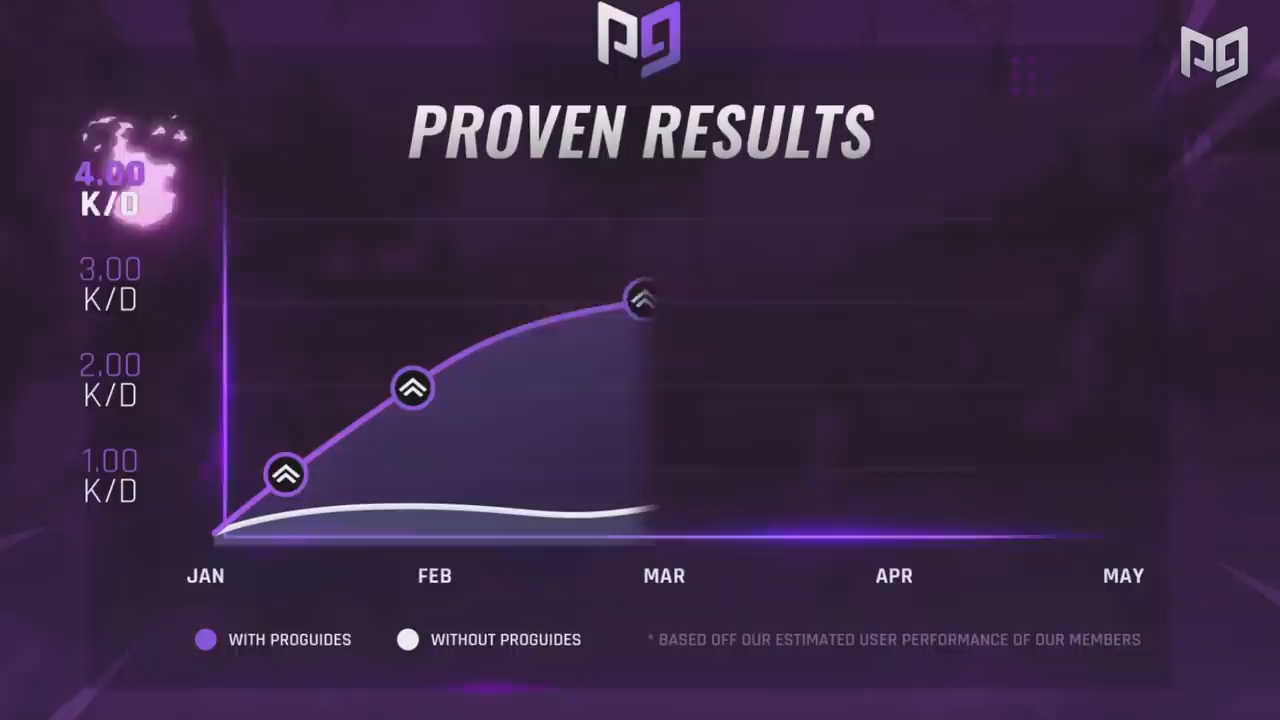 PG
PG
PROVEN RESULTS
4.00
K/D
3.00
K/D
2.00
K/D
1.00
K/D
JAN FEB MAR APR MAY
WITH PROGUIDES WITHOUT PROGUIDES * BASED OFF OUR ESTIMATED USER PERFORMANCE OF OUR MEMBERS